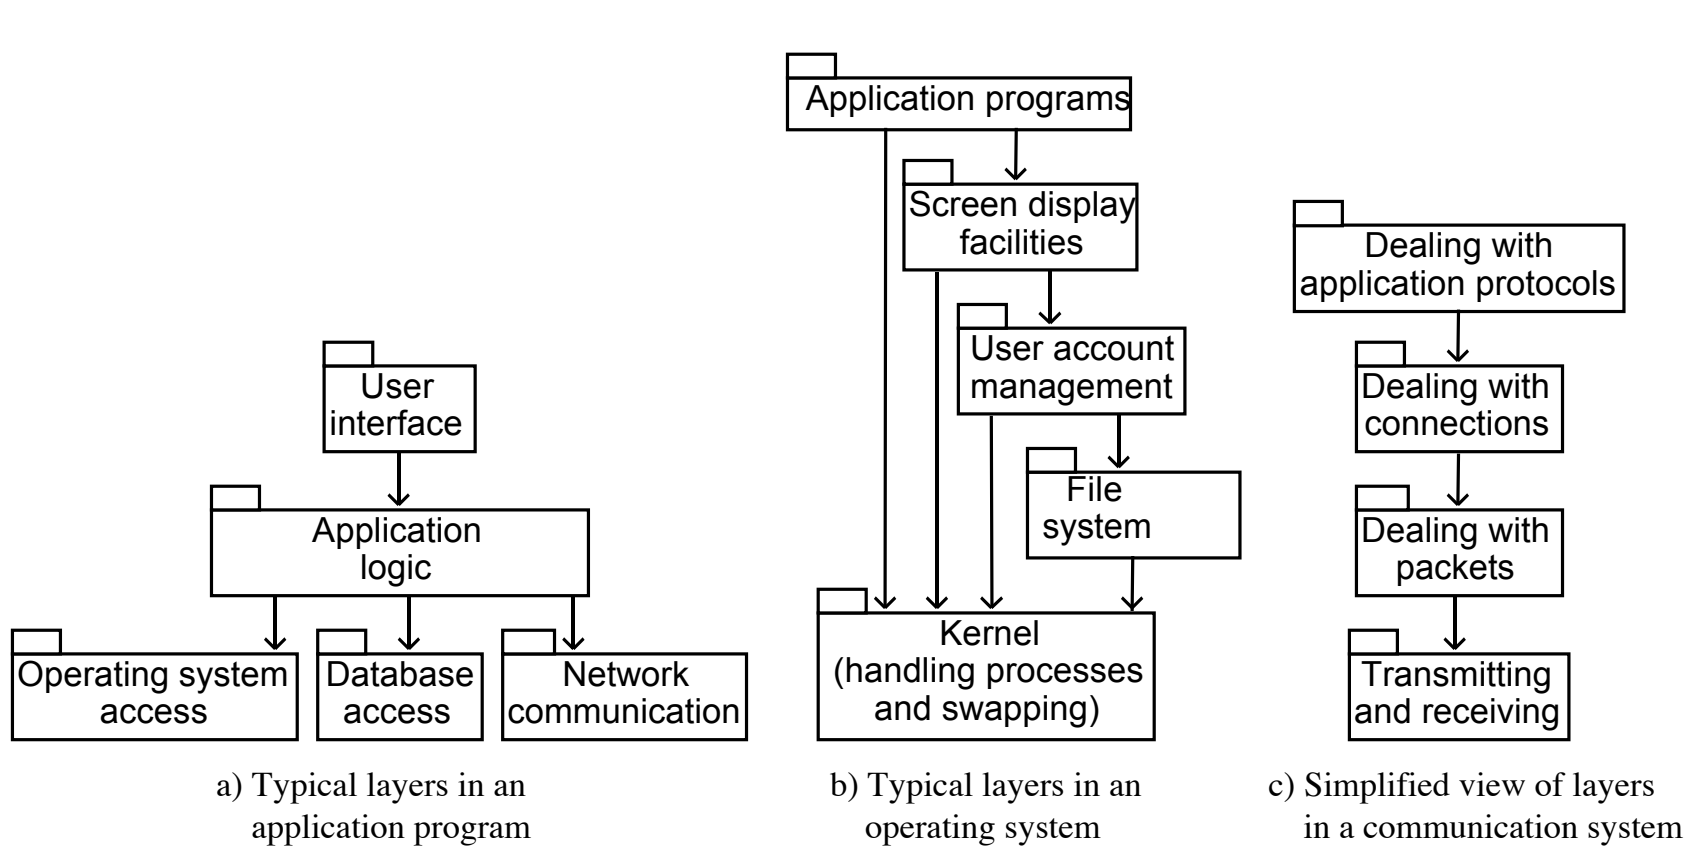 User
interface
Application
logic
Operating system
access
Database
access
Network
communication
a) Typical layers in an
application program
Application programs
Screen display
facilities
User account
management
File
system
Kernel
(handling processes
and swapping)
b) Typical layers in an
operating system
Dealing with
application protocols
Dealing with
connections
Dealing with
packets
Transmitting
and receiving
c) Simplified view of layers
in a communication system